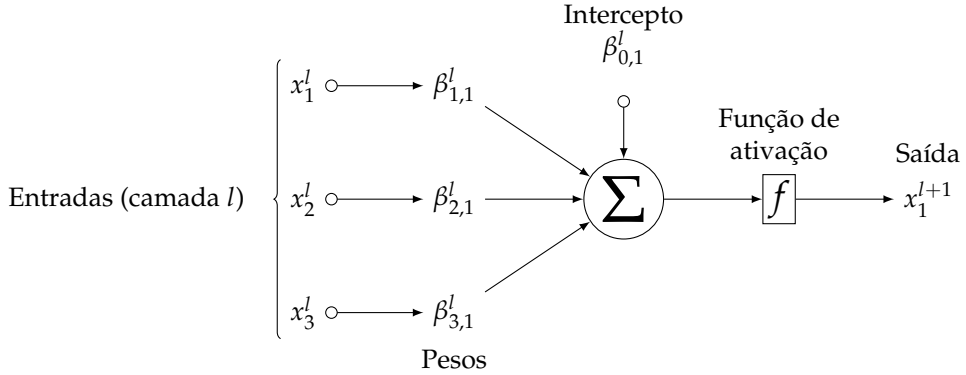 Intercepto
β^l_{0,1}
x^l_1
β^l_{1,1}
Função de
ativação
Saída
Entradas (camada l)
x^l_2
β^l_{2,1}
Σ
f
x^{l+1}_1
x^l_3
β^l_{3,1}
Pesos